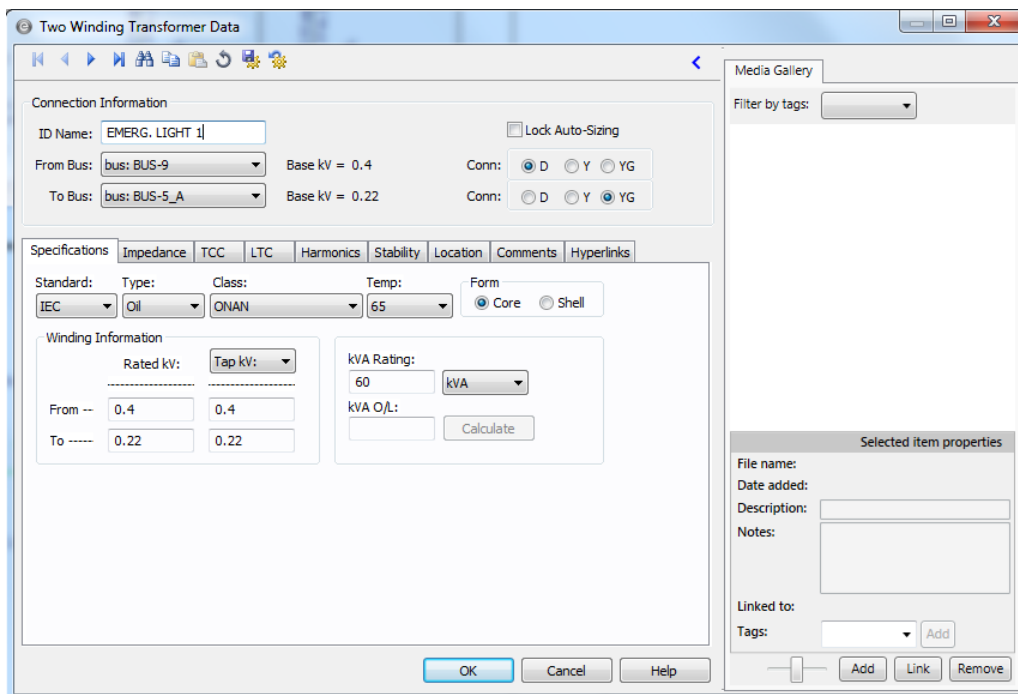 Two Winding Transformer Data
Connection Information
ID Name: EMERG. LIGHT 1
Lock Auto-Sizing
From Bus: bus: BUS-9 Base kV = 0.4 Conn: D Y YG
To Bus: bus: BUS-5_A Base kV = 0.22 Conn: D Y YG
Specifications Impedance TCC LTC Harmonics Stability Location Comments Hyperlinks
Standard: Type: Class: Temp: Form
IEC Oil ONAN 65 Core Shell
Winding Information
Rated kV: Tap kV:
From -- 0.4 0.4
To ----- 0.22 0.22
kVA Rating:
60 kVA
kVA O/L:
Calculate
OK Cancel Help
Media Gallery
Filter by tags:
Selected item properties
File name:
Date added:
Description:
Notes:
Linked to:
Tags: Add
Add Link Remove